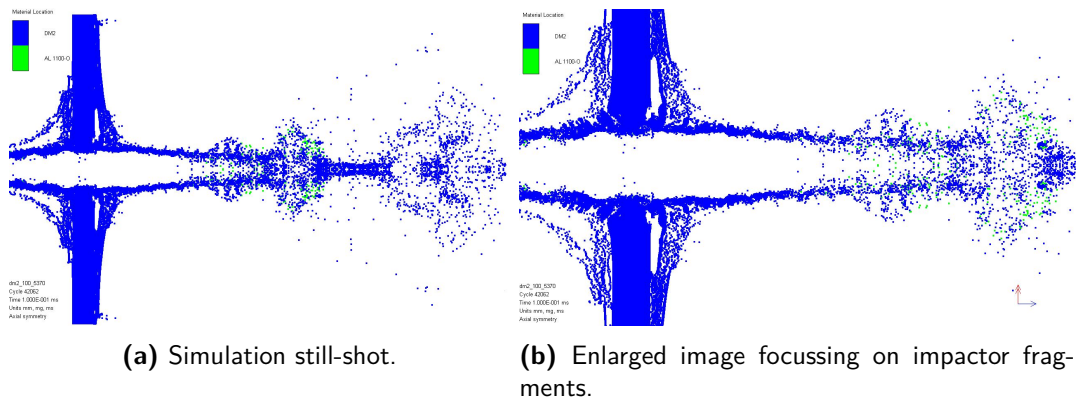 Material Location
DM2
AL 1100-O
dm2_100_5370
Cycle 42062
Time 1.000E-001 ms
Units mm, mg, ms
Axial symmetry
Material Location
DM2
AL 1100-O
dm2_100_5370
Cycle 42062
Time 1.000E-001 ms
Units mm, mg, ms
Axial symmetry
(a) Simulation still-shot.
(b) Enlarged image focussing on impactor frag-
ments.